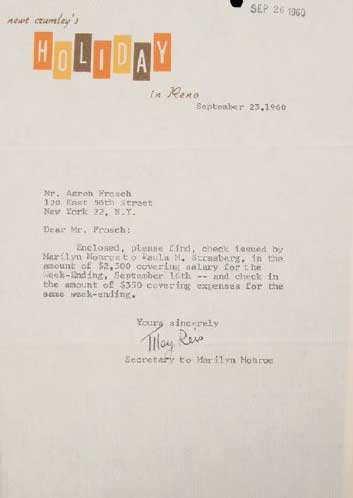 SEP 26 1960
newt crumley's
HOLIDAY
in Reno
September 23,1960
Mr. Aaron Frosch
120 East 56th Street
New York 22, N.Y.
Dear Mr. Frosch:
Enclosed, please find, check issued by
Marilyn Monroe to Paula M. Strasberg, in the
amount of $2,500 covering salary for the
Week-Ending, September 16th -- and check in
the amount of $350 covering expenses for the
same week-ending.
Yours sincerely
May Reis
Secretary to Marilyn Monroe